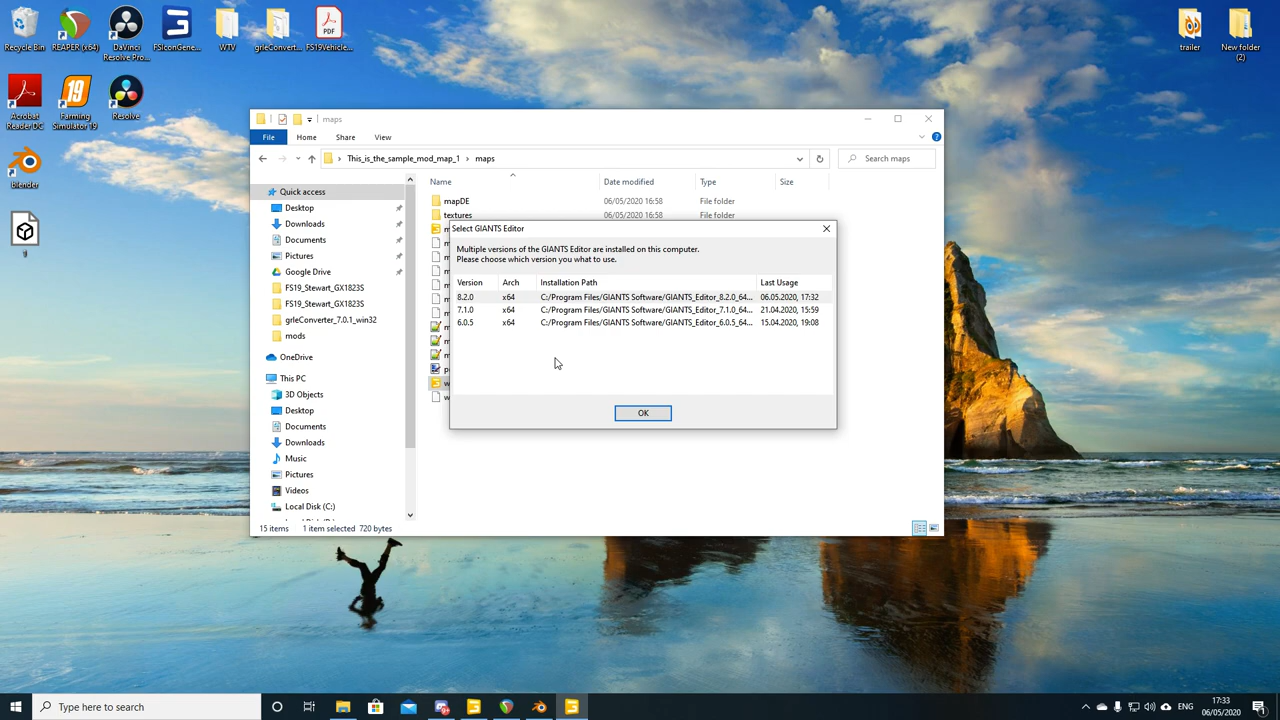 Recycle Bin
REAPER (x64)
DaVinci
Resolve Pro...
FSIconGene...
WTV
grleConvert...
FS19Vehicle...
trailer
New folder
(2)
Acrobat
Reader DC
Farming
Simulator 19
Resolve
Blender
maps
File
Home
Share
View
This_is_the_sample_mod_map_1 > maps
Search maps
Name
Date modified
Type
Size
Quick access
Desktop
Downloads
Documents
Pictures
Google Drive
FS19_Stewart_GX1823S
FS19_Stewart_GX1823S
grleConverter_7.0.1_win32
mods
OneDrive
This PC
3D Objects
Desktop
Documents
Downloads
Music
Pictures
Videos
Local Disk (C:)
mapDE 06/05/2020 16:58 File folder
textures 06/05/2020 16:58 File folder
Select GIANTS Editor
Multiple versions of the GIANTS Editor are installed on this computer.
Please choose which version you what to use.
Version Arch Installation Path Last Usage
8.2.0 x64 C:/Program Files/GIANTS Software/GIANTS_Editor_8.2.0_64... 06.05.2020, 17:32
7.1.0 x64 C:/Program Files/GIANTS Software/GIANTS_Editor_7.1.0_64... 21.04.2020, 15:59
6.0.5 x64 C:/Program Files/GIANTS Software/GIANTS_Editor_6.0.5_64... 15.04.2020, 19:08
OK
15 items 1 item selected 720 bytes
Type here to search
ENG
17:33
06/05/2020